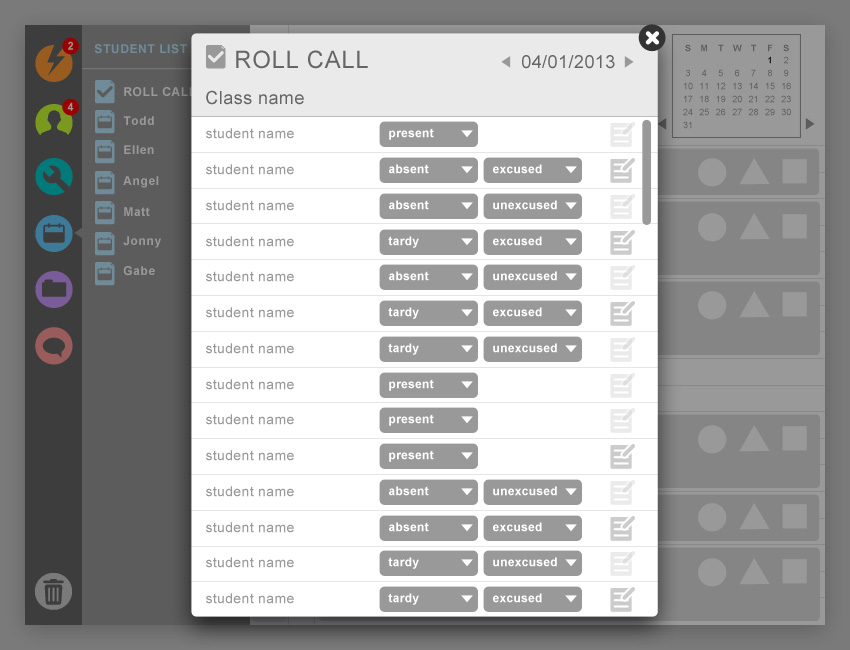 2
4
STUDENT LIST
ROLL CALL
Todd
Ellen
Angel
Matt
Jonny
Gabe
ROLL CALL
04/01/2013
Class name
student name present
student name absent excused
student name absent unexcused
student name tardy excused
student name absent unexcused
student name tardy excused
student name tardy unexcused
student name present
student name present
student name present
student name absent unexcused
student name absent excused
student name tardy unexcused
student name tardy excused
S M T W T F S
1 2
3 4 5 6 7 8 9
10 11 12 13 14 15 16
17 18 19 20 21 22 23
24 25 26 27 28 29 30
31